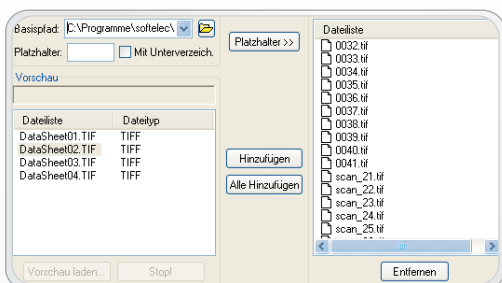 Basispfad: C:\Programme\softelec\
Platzhalter: Mit Unterverzeich.
Platzhalter >>
Vorschau
Dateiliste Dateityp
DataSheet01.TIF TIFF
DataSheet02.TIF TIFF
DataSheet03.TIF TIFF
DataSheet04.TIF TIFF
Vorschau laden... Stop!
Hinzufügen
Alle Hinzufügen
Dateiliste
0032.tif
0033.tif
0034.tif
0035.tif
0036.tif
0037.tif
0038.tif
0039.tif
0040.tif
0041.tif
scan_21.tif
scan_22.tif
scan_23.tif
scan_24.tif
scan_25.tif
Entfernen